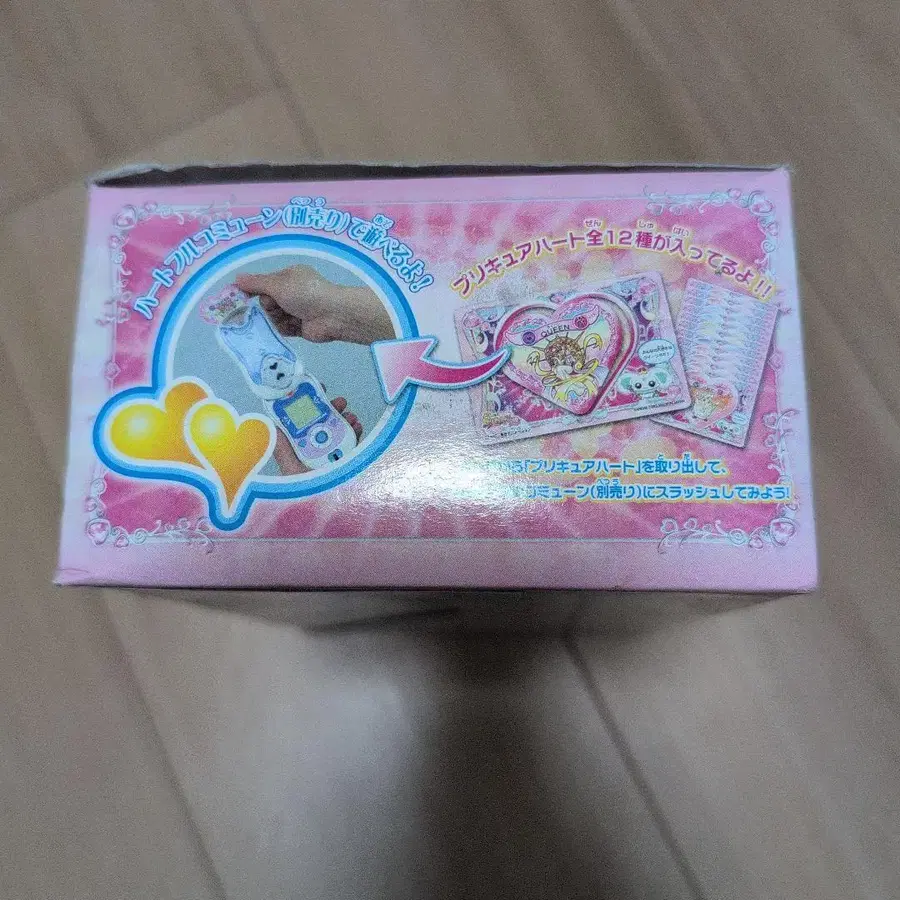 ハートフルコミューン(別売り)で遊べるよ!
プリキュアハート全12種が入ってるよ!!
QUEEN
「プリキュアハート」を取り出して、
ミューン(別売り)にスラッシュしてみよう!